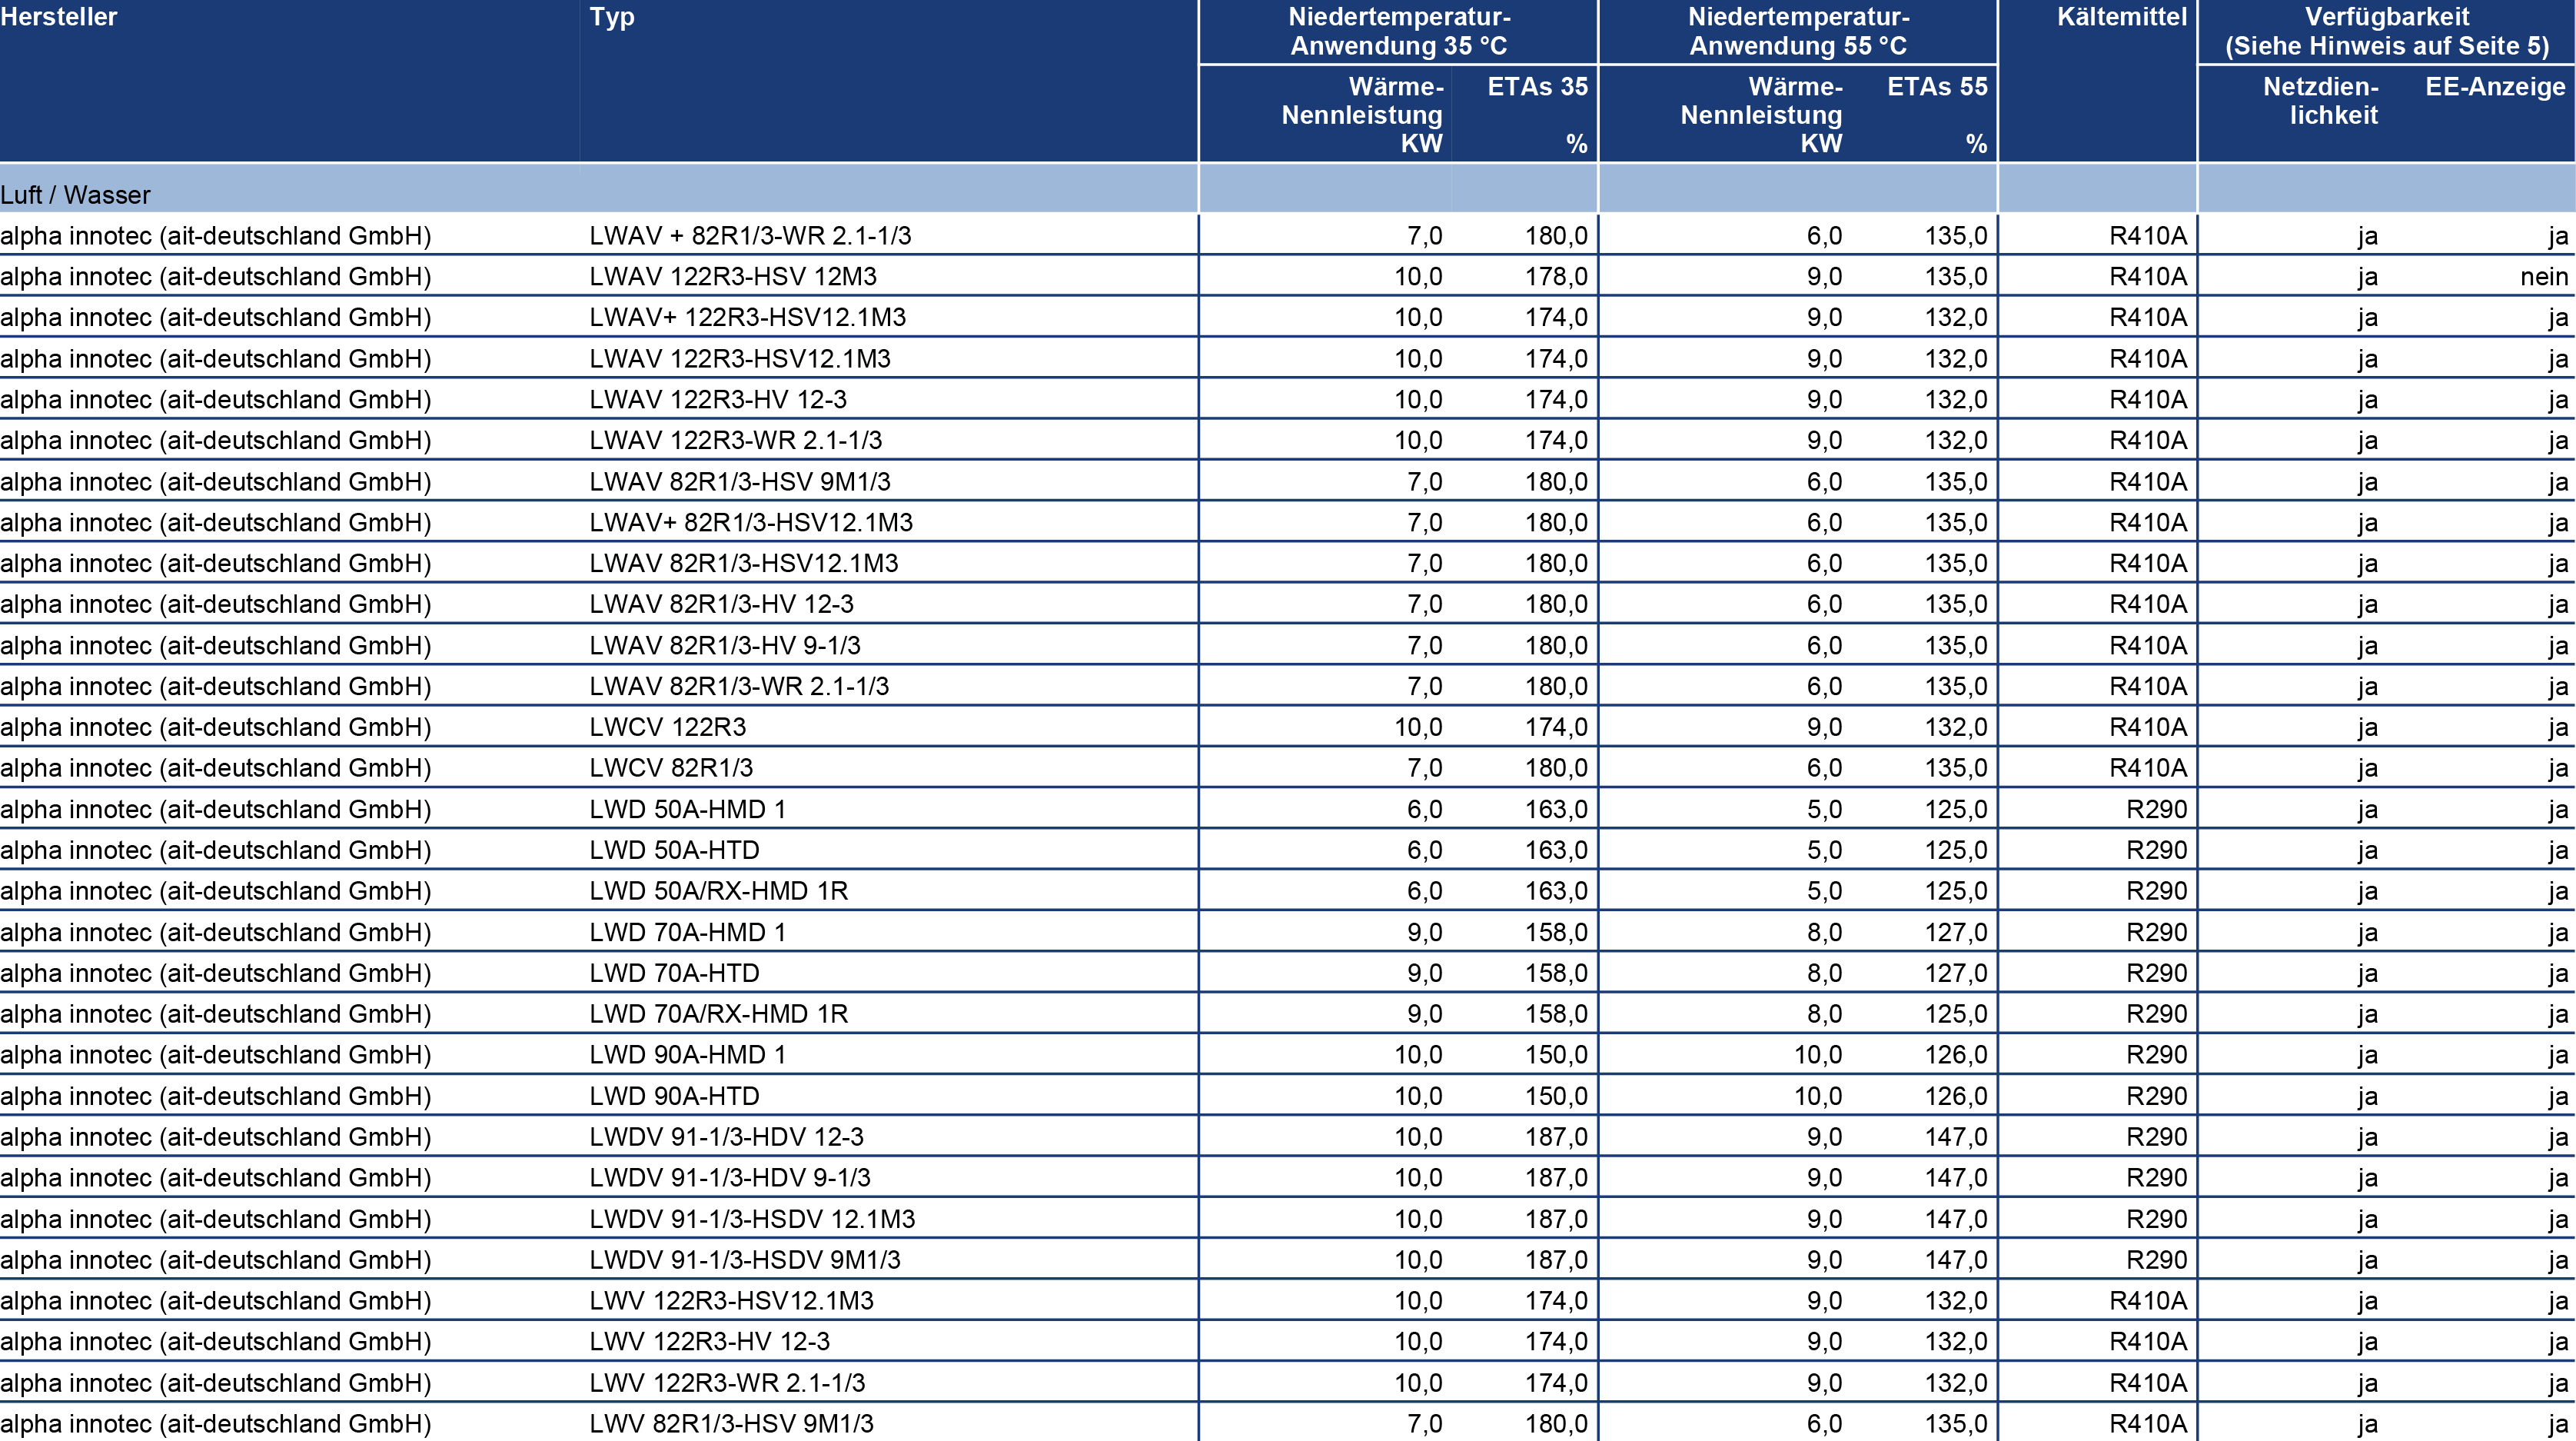 Hersteller Typ Niedertemperatur- Niedertemperatur- Kältemittel Verfügbarkeit
Anwendung 35 °C Anwendung 55 °C (Siehe Hinweis auf Seite 5)
Wärme- ETAs 35 Wärme- ETAs 55 Netzdien- EE-Anzeige
Nennleistung Nennleistung lichkeit
KW % KW %
Luft / Wasser
alpha innotec (ait-deutschland GmbH) LWAV + 82R1/3-WR 2.1-1/3 7,0 180,0 6,0 135,0 R410A ja ja
alpha innotec (ait-deutschland GmbH) LWAV 122R3-HSV 12M3 10,0 178,0 9,0 135,0 R410A ja nein
alpha innotec (ait-deutschland GmbH) LWAV+ 122R3-HSV12.1M3 10,0 174,0 9,0 132,0 R410A ja ja
alpha innotec (ait-deutschland GmbH) LWAV 122R3-HSV12.1M3 10,0 174,0 9,0 132,0 R410A ja ja
alpha innotec (ait-deutschland GmbH) LWAV 122R3-HV 12-3 10,0 174,0 9,0 132,0 R410A ja ja
alpha innotec (ait-deutschland GmbH) LWAV 122R3-WR 2.1-1/3 10,0 174,0 9,0 132,0 R410A ja ja
alpha innotec (ait-deutschland GmbH) LWAV 82R1/3-HSV 9M1/3 7,0 180,0 6,0 135,0 R410A ja ja
alpha innotec (ait-deutschland GmbH) LWAV+ 82R1/3-HSV12.1M3 7,0 180,0 6,0 135,0 R410A ja ja
alpha innotec (ait-deutschland GmbH) LWAV 82R1/3-HSV12.1M3 7,0 180,0 6,0 135,0 R410A ja ja
alpha innotec (ait-deutschland GmbH) LWAV 82R1/3-HV 12-3 7,0 180,0 6,0 135,0 R410A ja ja
alpha innotec (ait-deutschland GmbH) LWAV 82R1/3-HV 9-1/3 7,0 180,0 6,0 135,0 R410A ja ja
alpha innotec (ait-deutschland GmbH) LWAV 82R1/3-WR 2.1-1/3 7,0 180,0 6,0 135,0 R410A ja ja
alpha innotec (ait-deutschland GmbH) LWCV 122R3 10,0 174,0 9,0 132,0 R410A ja ja
alpha innotec (ait-deutschland GmbH) LWCV 82R1/3 7,0 180,0 6,0 135,0 R410A ja ja
alpha innotec (ait-deutschland GmbH) LWD 50A-HMD 1 6,0 163,0 5,0 125,0 R290 ja ja
alpha innotec (ait-deutschland GmbH) LWD 50A-HTD 6,0 163,0 5,0 125,0 R290 ja ja
alpha innotec (ait-deutschland GmbH) LWD 50A/RX-HMD 1R 6,0 163,0 5,0 125,0 R290 ja ja
alpha innotec (ait-deutschland GmbH) LWD 70A-HMD 1 9,0 158,0 8,0 127,0 R290 ja ja
alpha innotec (ait-deutschland GmbH) LWD 70A-HTD 9,0 158,0 8,0 127,0 R290 ja ja
alpha innotec (ait-deutschland GmbH) LWD 70A/RX-HMD 1R 9,0 158,0 8,0 125,0 R290 ja ja
alpha innotec (ait-deutschland GmbH) LWD 90A-HMD 1 10,0 150,0 10,0 126,0 R290 ja ja
alpha innotec (ait-deutschland GmbH) LWD 90A-HTD 10,0 150,0 10,0 126,0 R290 ja ja
alpha innotec (ait-deutschland GmbH) LWDV 91-1/3-HDV 12-3 10,0 187,0 9,0 147,0 R290 ja ja
alpha innotec (ait-deutschland GmbH) LWDV 91-1/3-HDV 9-1/3 10,0 187,0 9,0 147,0 R290 ja ja
alpha innotec (ait-deutschland GmbH) LWDV 91-1/3-HSDV 12.1M3 10,0 187,0 9,0 147,0 R290 ja ja
alpha innotec (ait-deutschland GmbH) LWDV 91-1/3-HSDV 9M1/3 10,0 187,0 9,0 147,0 R290 ja ja
alpha innotec (ait-deutschland GmbH) LWV 122R3-HSV12.1M3 10,0 174,0 9,0 132,0 R410A ja ja
alpha innotec (ait-deutschland GmbH) LWV 122R3-HV 12-3 10,0 174,0 9,0 132,0 R410A ja ja
alpha innotec (ait-deutschland GmbH) LWV 122R3-WR 2.1-1/3 10,0 174,0 9,0 132,0 R410A ja ja
alpha innotec (ait-deutschland GmbH) LWV 82R1/3-HSV 9M1/3 7,0 180,0 6,0 135,0 R410A ja ja